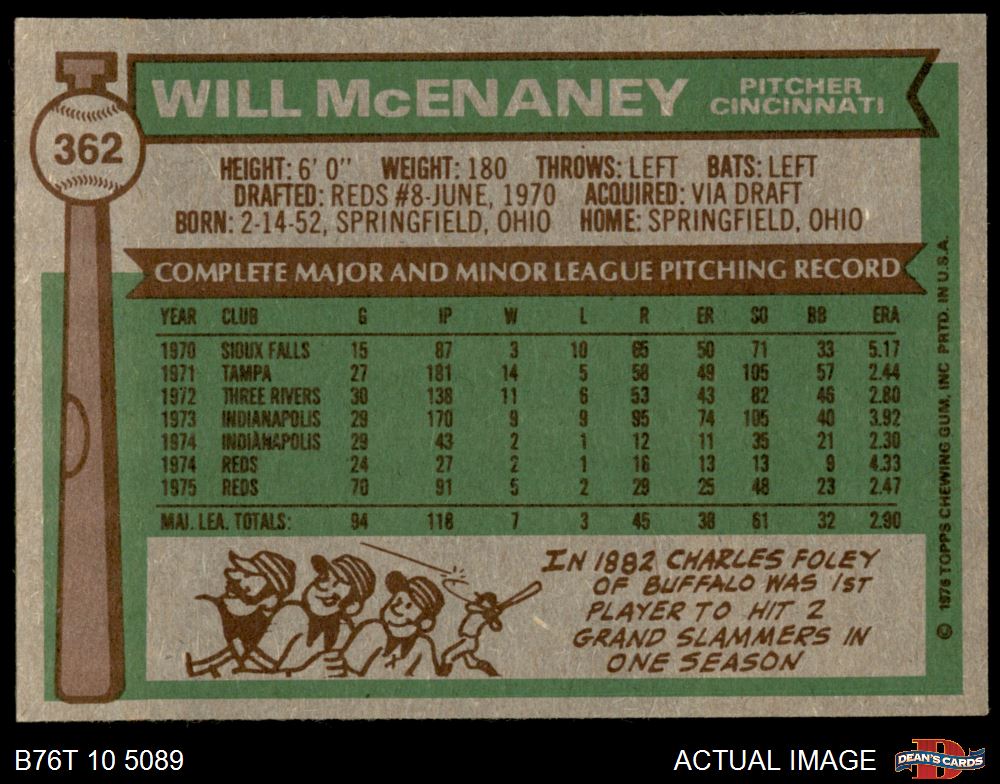 WILL McENANEY
PITCHER
CINCINNATI
362
HEIGHT: 6' 0" WEIGHT: 180 THROWS: LEFT BATS: LEFT
DRAFTED: REDS #8-JUNE, 1970 ACQUIRED: VIA DRAFT
BORN: 2-14-52, SPRINGFIELD, OHIO HOME: SPRINGFIELD, OHIO
COMPLETE MAJOR AND MINOR LEAGUE PITCHING RECORD
YEAR CLUB G IP W L R ER SO BB ERA
1970 SIOUX FALLS 15 87 3 10 65 50 71 33 5.17
1971 TAMPA 27 181 14 5 58 49 105 57 2.44
1972 THREE RIVERS 30 138 11 6 53 43 82 46 2.80
1973 INDIANAPOLIS 29 170 9 9 95 74 105 40 3.92
1974 INDIANAPOLIS 29 43 2 1 12 11 35 21 2.30
1974 REDS 24 27 2 1 16 13 13 9 4.33
1975 REDS 70 91 5 2 29 25 48 23 2.47
MAJ. LEA. TOTALS: 94 118 7 3 45 38 61 32 2.90
IN 1882 CHARLES FOLEY
OF BUFFALO WAS 1ST
PLAYER TO HIT 2
GRAND SLAMMERS IN
ONE SEASON
© 1976 TOPPS CHEWING GUM, INC PRTD. IN U.S.A.
B76T 10 5089
ACTUAL IMAGE
DEAN'S CARDS